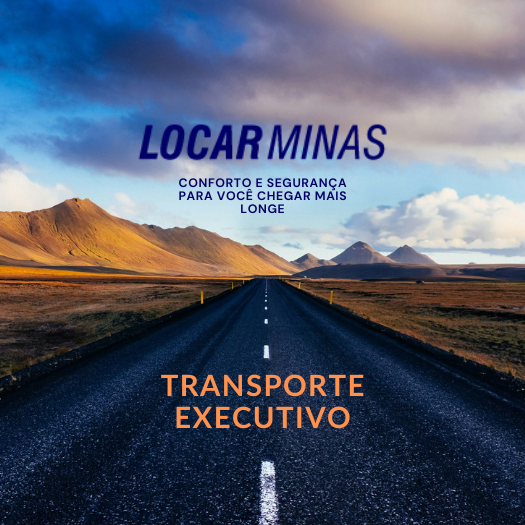 LOCAR MINAS
CONFORTO E SEGURANÇA
PARA VOCÊ CHEGAR MAIS
LONGE
TRANSPORTE
EXECUTIVO